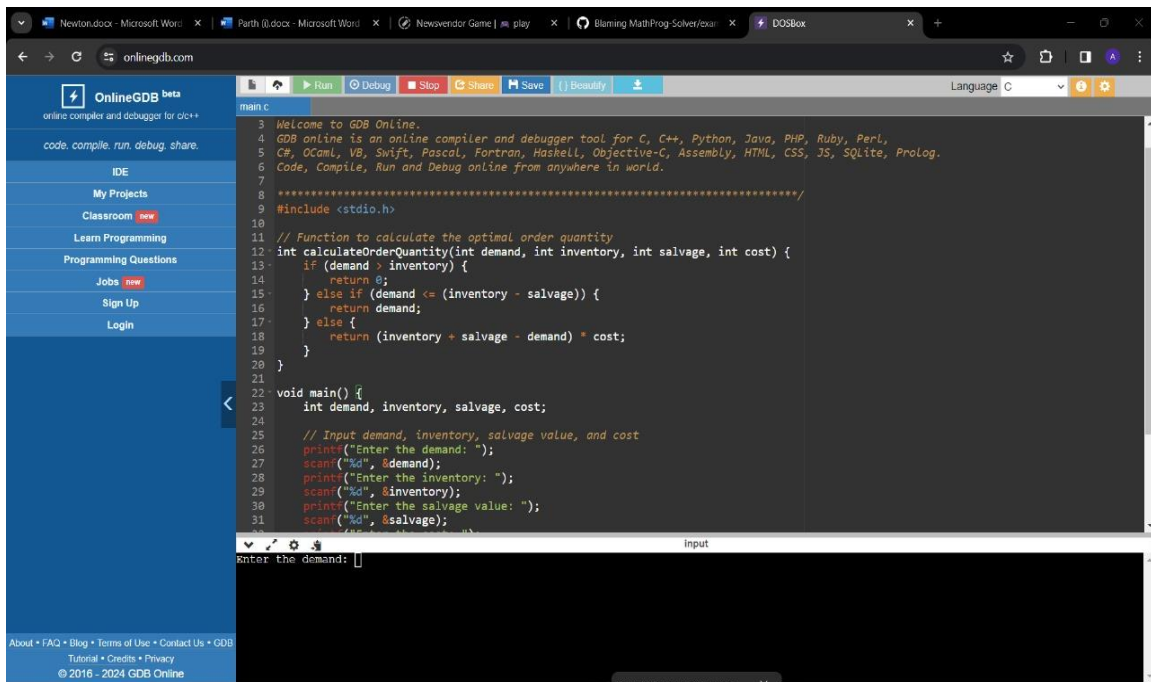 Newton.docx - Microsoft Word
Parth (i).docx - Microsoft Word
Newsvendor Game | play
Blaming MathProg-Solver/exar
DOSBox
onlinegdb.com
A
OnlineGDB beta
online compiler and debugger for c/c++
code. compile. run. debug. share.
IDE
My Projects
Classroom new
Learn Programming
Programming Questions
Jobs new
Sign Up
Login
About • FAQ • Blog • Terms of Use • Contact Us • GDB
Tutorial • Credits • Privacy
© 2016 - 2024 GDB Online
Run Debug Stop Share Save {} Beautify
Language C
main.c
3 Welcome to GDB Online.
4 GDB online is an online compiler and debugger tool for C, C++, Python, Java, PHP, Ruby, Perl,
5 C#, OCaml, VB, Swift, Pascal, Fortran, Haskell, Objective-C, Assembly, HTML, CSS, JS, SQLite, Prolog.
6 Code, Compile, Run and Debug online from anywhere in world.
7
8 *******************************************************************************/
9 #include <stdio.h>
10
11 // Function to calculate the optimal order quantity
12 int calculateOrderQuantity(int demand, int inventory, int salvage, int cost) {
13 if (demand > inventory) {
14 return 0;
15 } else if (demand <= (inventory - salvage)) {
16 return demand;
17 } else {
18 return (inventory + salvage - demand) * cost;
19 }
20 }
21
22 void main() {
23 int demand, inventory, salvage, cost;
24
25 // Input demand, inventory, salvage value, and cost
26 printf("Enter the demand: ");
27 scanf("%d", &demand);
28 printf("Enter the inventory: ");
29 scanf("%d", &inventory);
30 printf("Enter the salvage value: ");
31 scanf("%d", &salvage);
input
Enter the demand: